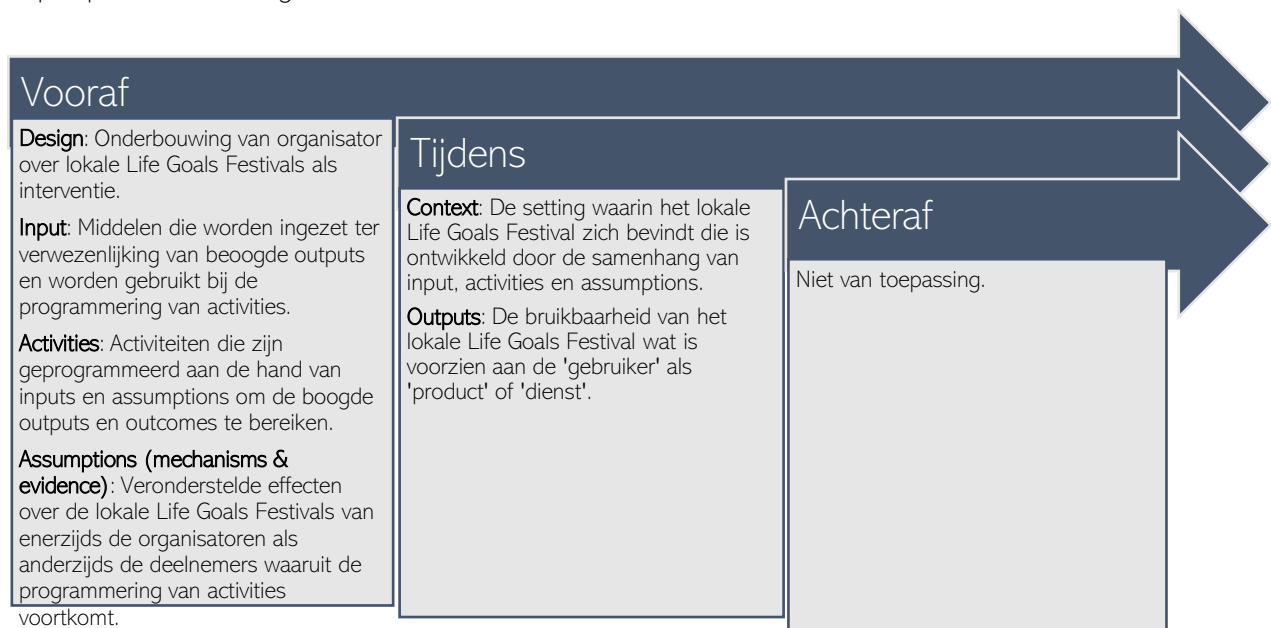 Vooraf
Design: Onderbouwing van organisator
over lokale Life Goals Festivals als
interventie.
Input: Middelen die worden ingezet ter
verwezenlijking van beoogde outputs
en worden gebruikt bij de
programmering van activities.
Activities: Activiteiten die zijn
geprogrammeerd aan de hand van
inputs en assumptions om de boogde
outputs en outcomes te bereiken.
Assumptions (mechanisms &
evidence): Veronderstelde effecten
over de lokale Life Goals Festivals van
enerzijds de organisatoren als
anderzijds de deelnemers waaruit de
programmering van activities
voortkomt.
Tijdens
Context: De setting waarin het lokale
Life Goals Festival zich bevindt die is
ontwikkeld door de samenhang van
input, activities en assumptions.
Outputs: De bruikbaarheid van het
lokale Life Goals Festival wat is
voorzien aan de 'gebruiker' als
'product' of 'dienst'.
Achteraf
Niet van toepassing.